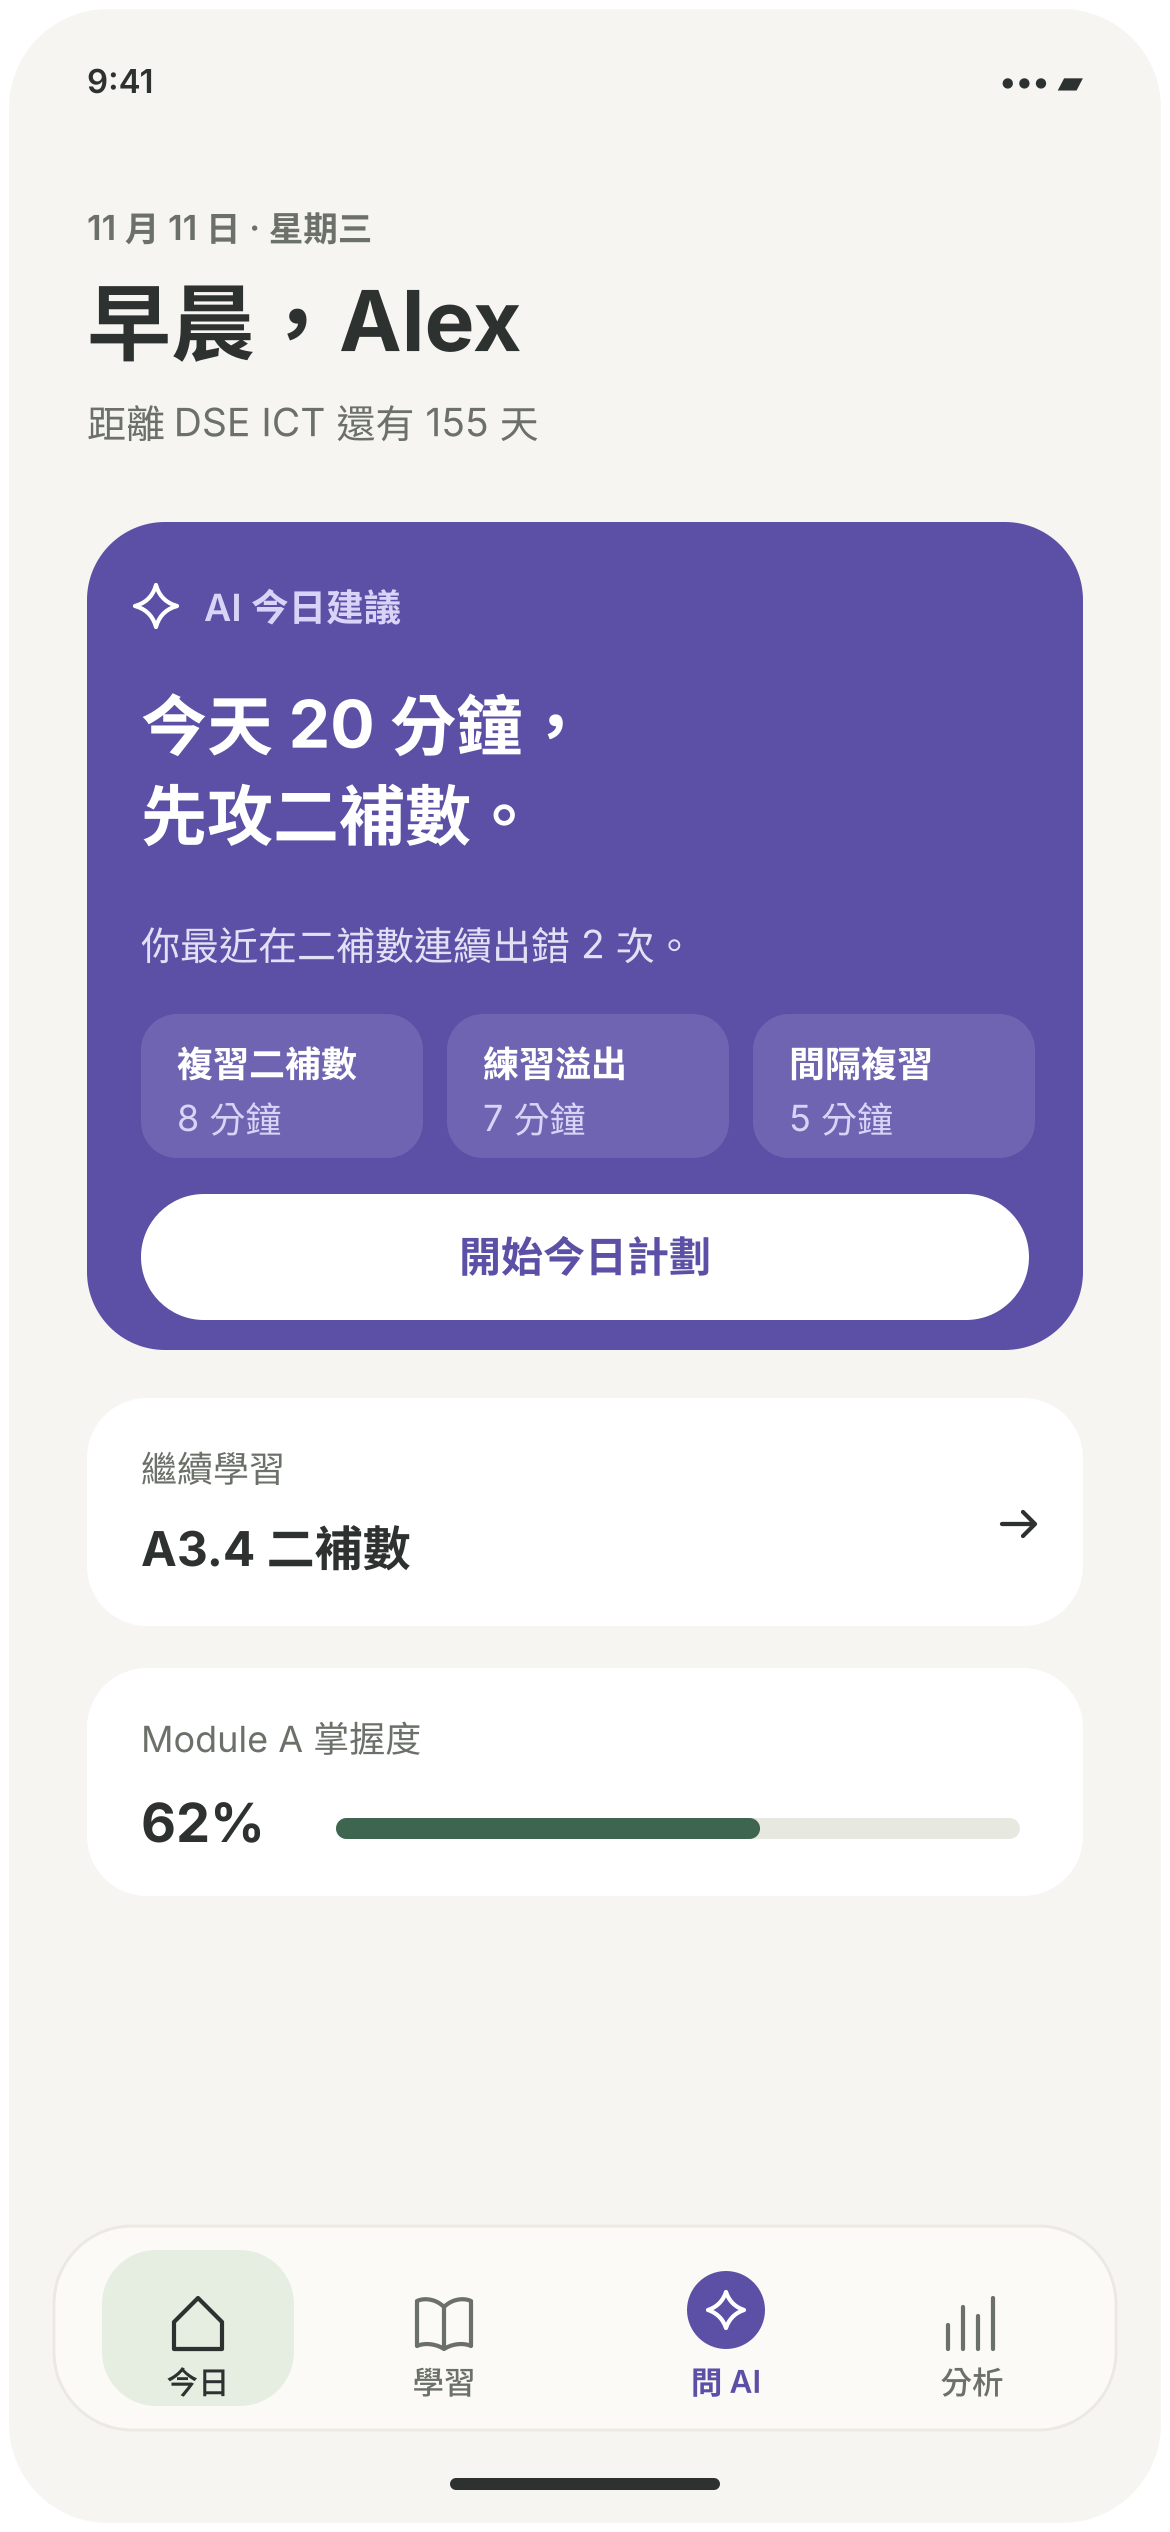 9:41
11 月 11 日 · 星期三
早晨，Alex
距離 DSE ICT 還有 155 天
AI 今日建議
今天 20 分鐘，
先攻二補數。
你最近在二補數連續出錯 2 次。
複習二補數
8 分鐘
練習溢出
7 分鐘
間隔複習
5 分鐘
開始今日計劃
繼續學習
A3.4 二補數
Module A 掌握度
62%
今日
學習
問 AI
分析